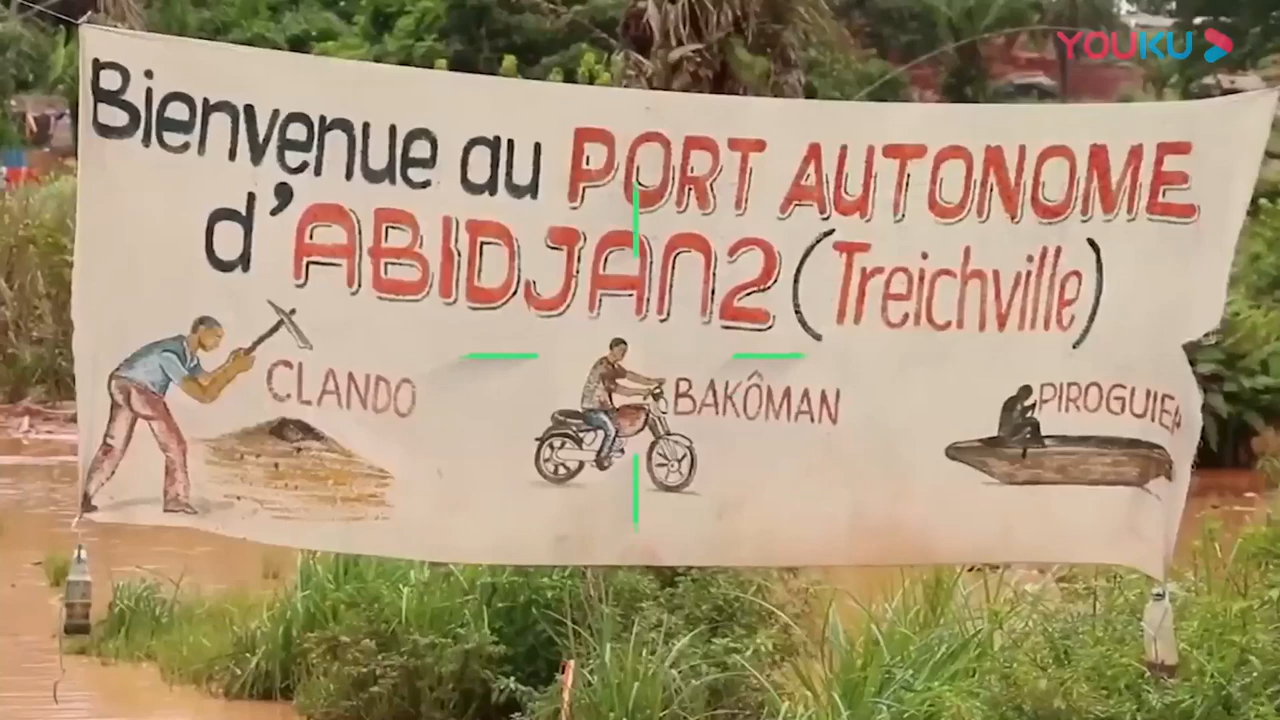 YOUKU
Bienvenue au PORT AUTONOME
d'ABIDJAN2 (Treichville)
CLANDO
BAKÔMAN
PIROGUIER